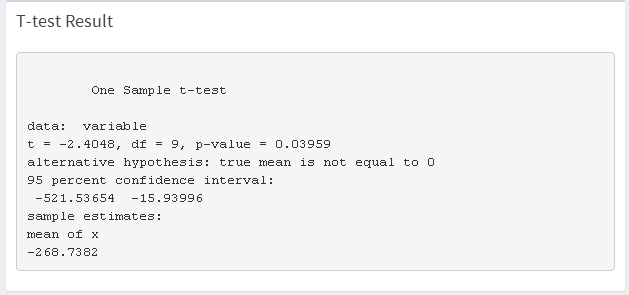 T-test Result
One Sample t-test
data:  variable
t = -2.4048, df = 9, p-value = 0.03959
alternative hypothesis: true mean is not equal to 0
95 percent confidence interval:
-521.53654  -15.93996
sample estimates:
mean of x
-268.7382